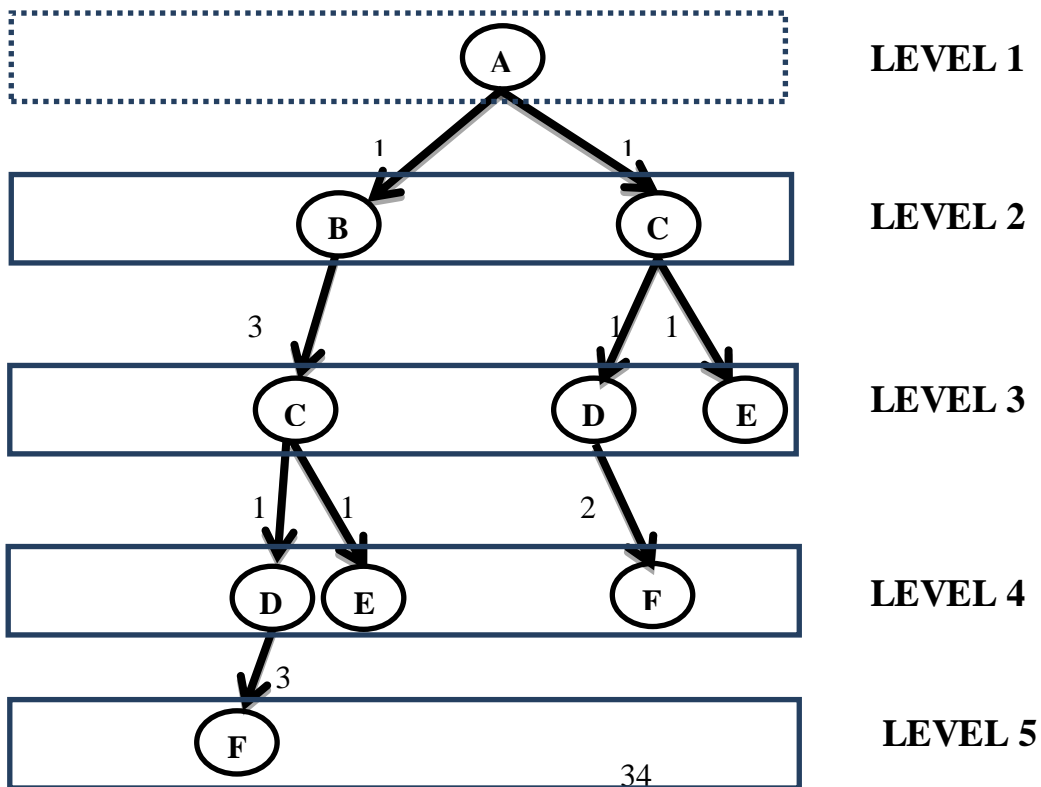 A LEVEL 1
1 1
B C LEVEL 2
3 1 1
C D E LEVEL 3
1 1 2
D E F LEVEL 4
3
F LEVEL 5
34